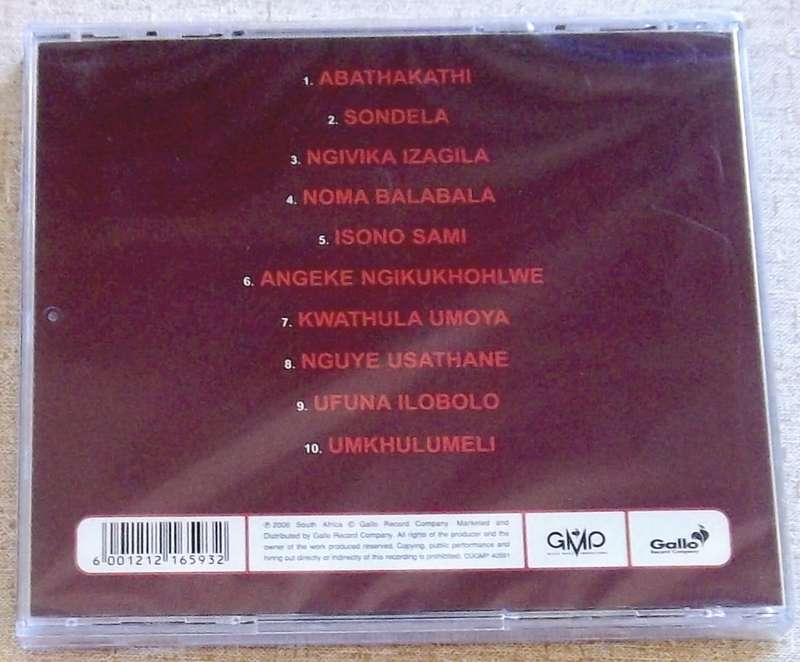 1. ABATHAKATHI
2. SONDELA
3. NGIVIKA IZAGILA
4. NOMA BALABALA
5. ISONO SAMI
6. ANGEKE NGIKUKHOHLWE
7. KWATHULA UMOYA
8. NGUYE USATHANE
9. UFUNA ILOBOLO
10. UMKHULUMELI
6 001212 165932
℗ 2006 South Africa © Gallo Record Company. Marketed and
Distributed by Gallo Record Company. All rights of the producer and the
owner of the work produced reserved. Copying, public performance and
hiring out directly or indirectly of this recording is prohibited. CDGMP
GMP
Gallo
Record Company